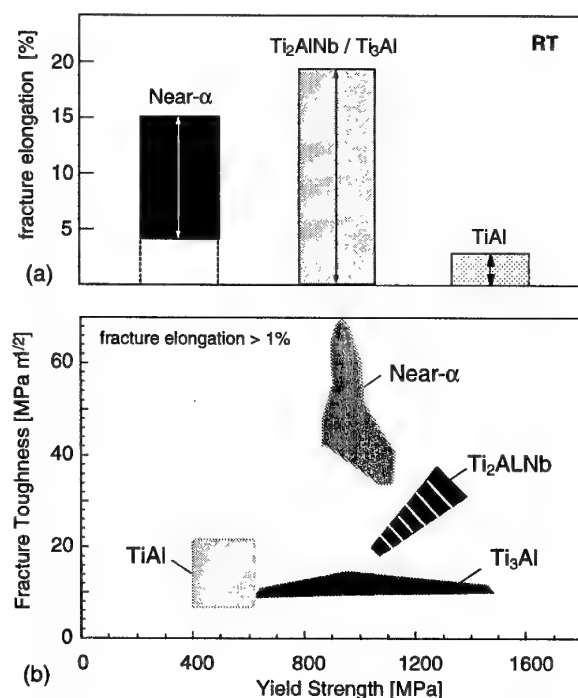 Ti₂AlNb / Ti₃Al
RT
fracture elongation [%]
20
15
10
5
Near-α
TiAl
(a)
fracture elongation > 1%
Fracture Toughness [MPa m^1/2]
60
40
20
0
Near-α
Ti₂ALNb
TiAl
Ti₃Al
(b)
0
400
800
1200
1600
Yield Strength [MPa]